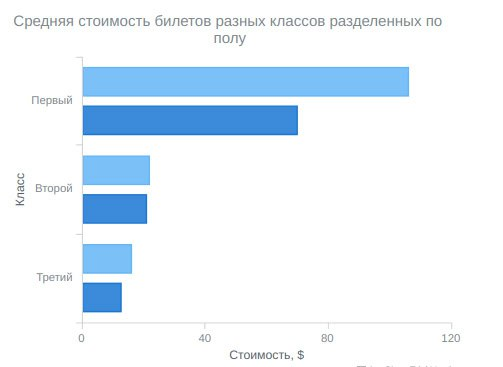 Средняя стоимость билетов разных классов разделенных по
полу
Первый
Второй
Третий
Класс
0 40 80 120
Стоимость, $